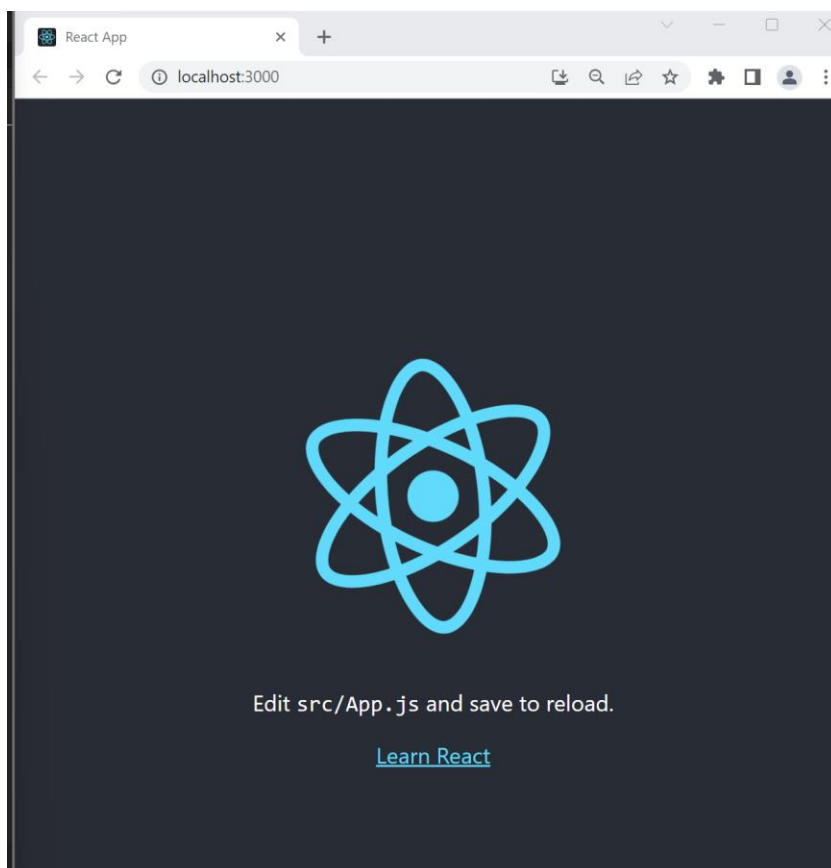 React App
localhost:3000
Edit src/App.js and save to reload.
Learn React